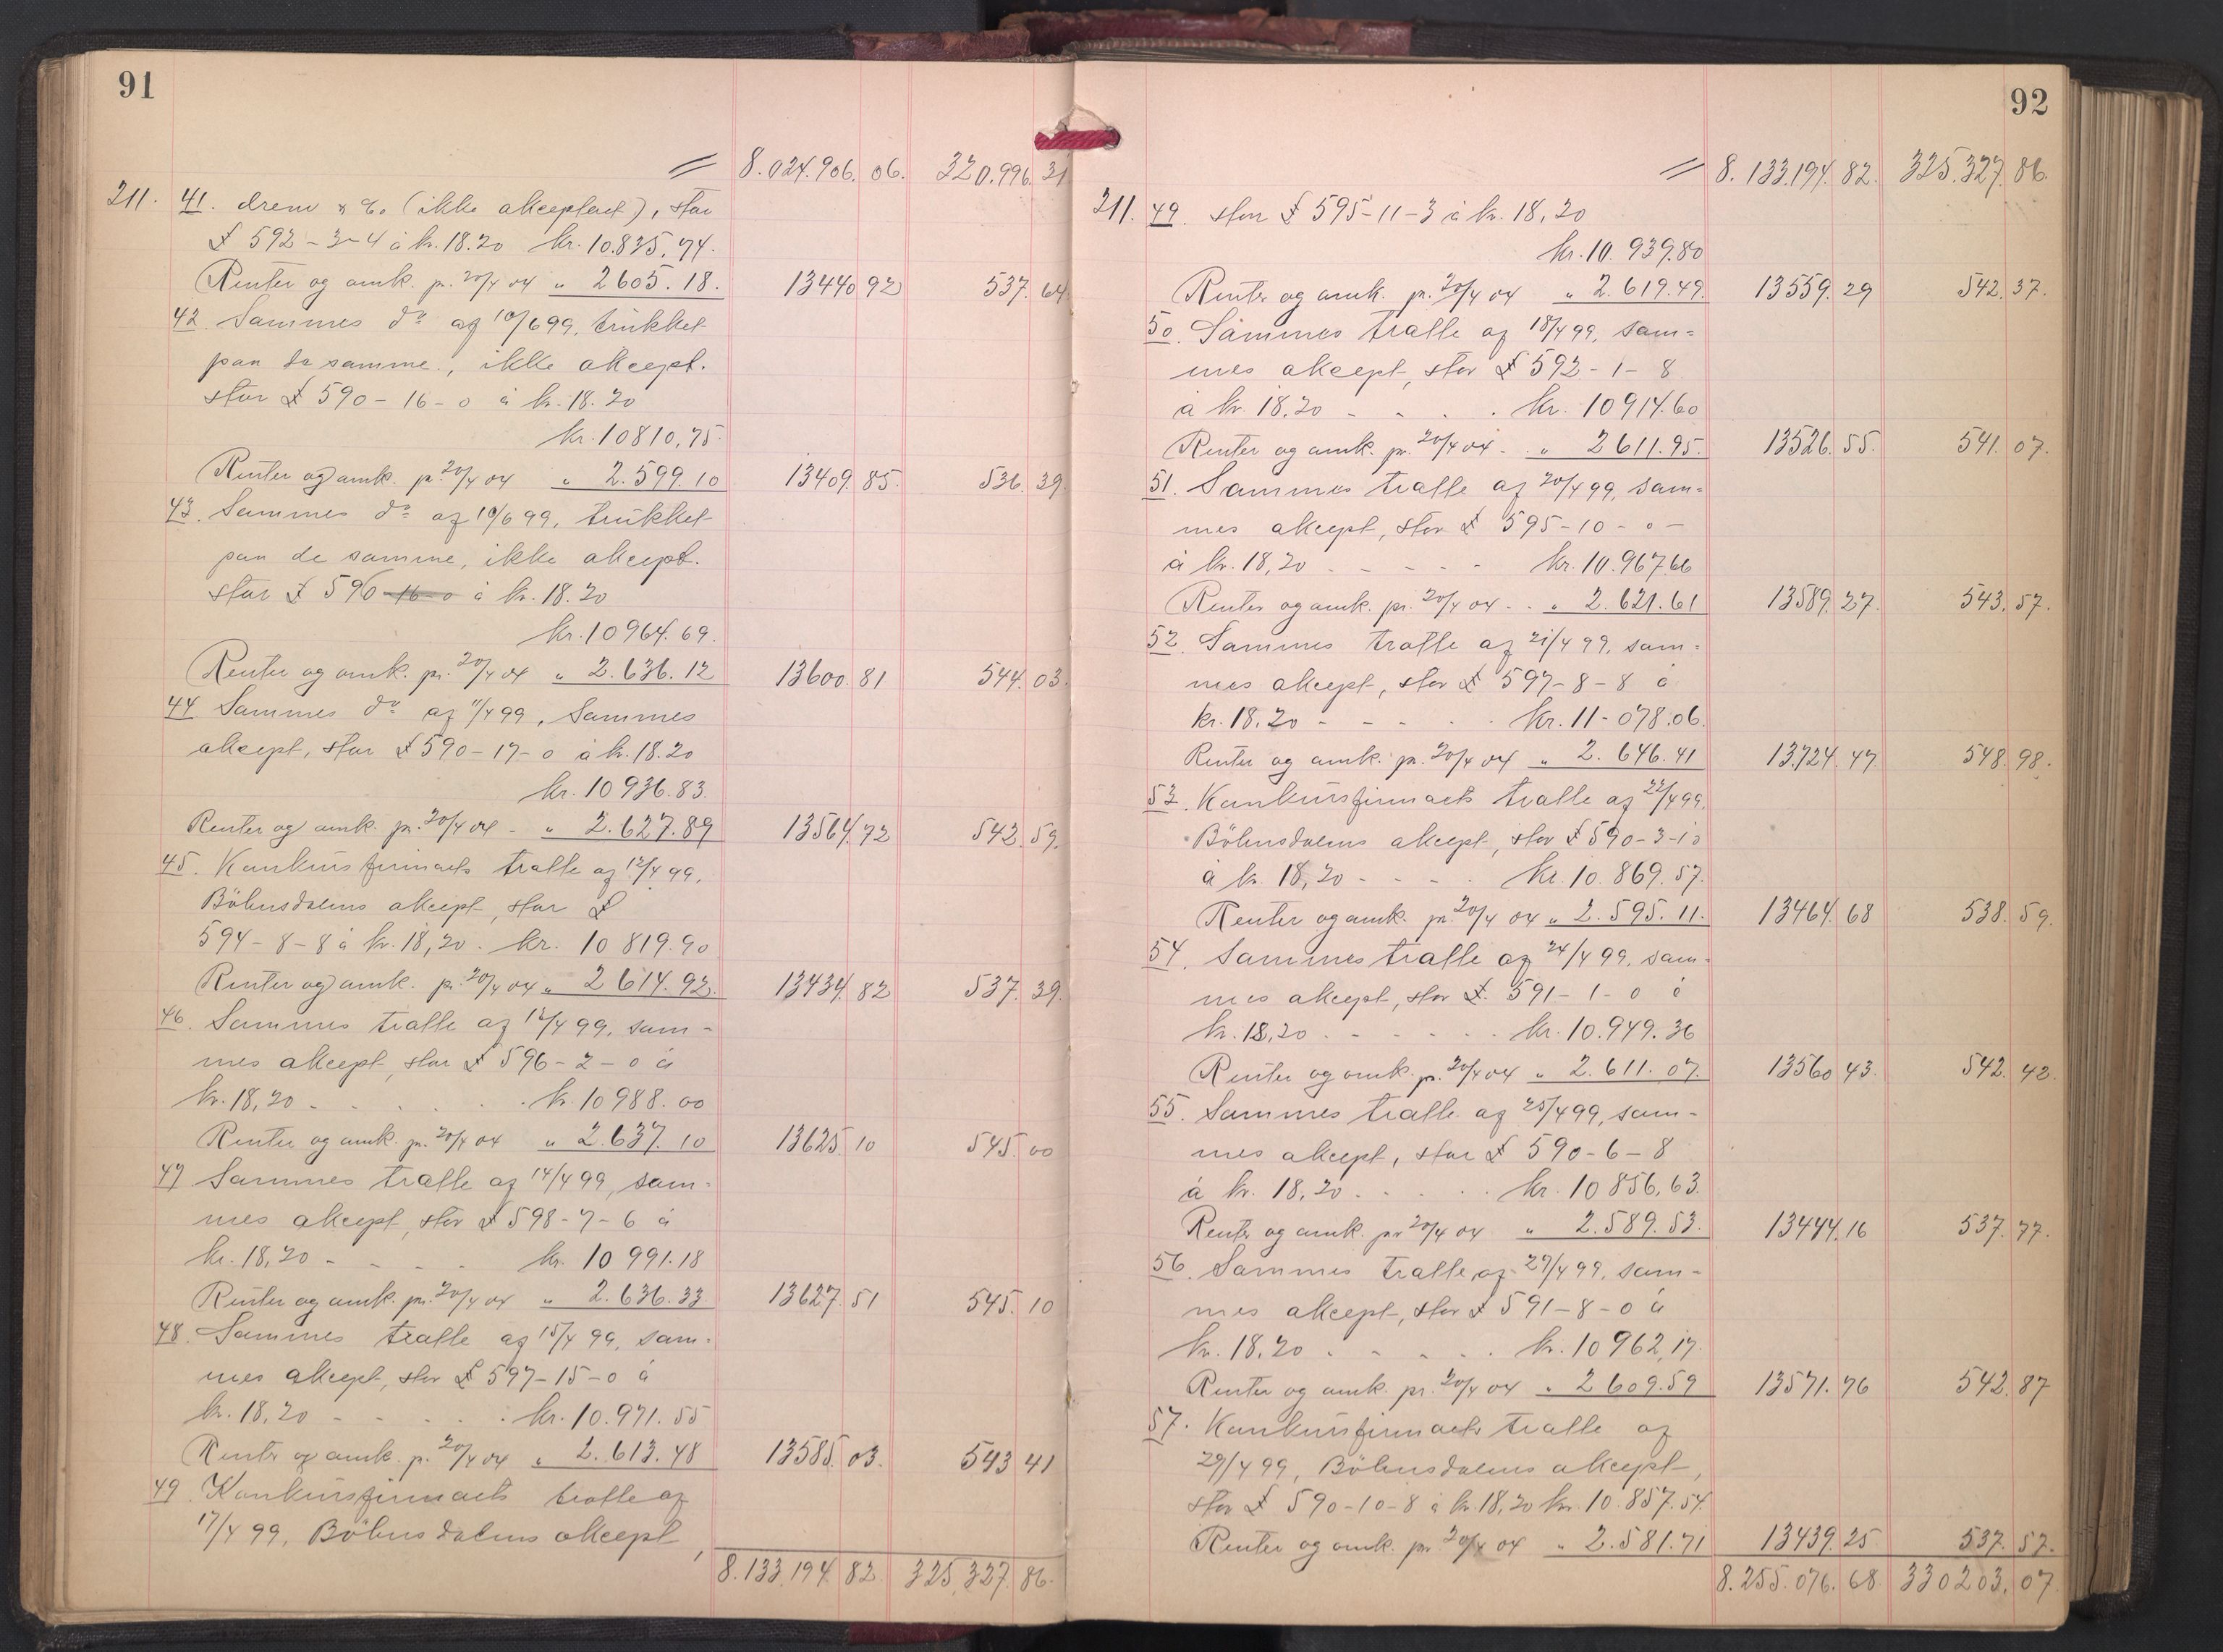 91
= 8.024.906.06. 320.996.31
211. 41. drem & Co (ikke akceptert), stor
£ 592-3-4 à kr. 18.20 kr. 10.835.74.
Renter og omk. pr. 20/4 04 " 2605.18. 13440 92 537.64
42. Sammes do af 10/6 99, trukket
paa de samme, ikke akcept.
stor £ 590-16-0 à kr. 18.20
kr. 10810,75.
Renter og omk. pr. 20/4 04 " 2.599.10 13409.85. 536.39.
43. Sammes do af 10/6 99, trukket
paa de samme, ikke akcept.
stor £ 596-16-0 à kr. 18.20
kr. 10964.69.
Renter og omk. pr. 20/4 04 " 2.636.12 13600.81 544.03.
44. Sammes do af 11/4 99, Sammes
akcept, stor £ 590-17-0 à kr. 18.20
kr. 10936.83.
Renter og omk. pr. 20/4 04 - " 2.627.89 13564.72 542.59.
45. Konkursfirmaets tratte af 12/4 99,
Böhnsdalens akcept, stor £
594-8-8 à kr. 18,20. kr. 10819.90
Renter og omk. pr. 20/4 04 " 2614.92. 13434.82 537.39.
46. Sammes tratte af 12/4 99, sam-
mes akcept, stor £ 596-2-0 à
kr. 18,20 - . . . . . kr. 10988.00
Renter og omk. pr. 20/4 04 " 2.637.10 13625.10 545.00
47 Sammes tratte af 14/4 99, sam-
mes akcept, stor £ 598-7-6 à
kr. 18,20 - - - - kr. 10991.18
Renter og omk. pr. 20/4 04 " 2.636.33. 13627.51 545.10
48. Sammes tratte af 15/4 99, sam-
mes akcept, stor £ 597-15-0 à
kr. 18,20 - - . . . . kr. 10.971.55
Renter og omk. pr. 20/4 04 " 2.613.48 13585.03. 543 41
49. Konkursfirmaets tratte af
17/4 99, Böhnsdalens akcept,
8.133.194.82. 325.327.86.
92
= 8.133.194.82. 325.327.86.
211. 49. stor £ 595-11-3 à kr. 18,20
kr. 10.939.80
Renter og omk. pr. 20/4 04 " 2.619.49. 13559.29 542.37.
50. Sammes tratte af 18/4 99, sam-
mes akcept, stor £ 592-1-8
à kr. 18,20 - - . . kr. 10914.60
Renter og omk. pr. 20/4 04 - . " 2611.95. 13526.55. 541.07.
51. Sammes tratte af 20/4 99, sam-
mes akcept, stor £ 595-10-0-
à kr. 18,20 - - - - - kr. 10.967.66
Renter og omk. pr. 20/4 04 - . " 2.621.61 13589.27. 543.57.
52. Sammes tratte af 21/4 99, sam-
mes akcept, stor £ 597-8-8 à
kr. 18.20 - - - - . . kr. 11-078.06.
Renter og omk. pr. 20/4 04 " 2.646.41 13724.47 548.98.
53. Konkursfirmaets tratte af 22/4 99.
Böhnsdalens akcept, stor £ 590-3-10
à kr. 18,20 - - - . kr. 10.869.57.
Renter og omk. pr. 20/4 04 " 2.595.11. 13464.68 538.59.
54. Sammes tratte af 24/4 99, sam-
mes akcept, stor £ 591-1-0 à
kr. 18,20 . - - - . . . kr. 10.949.36
Renter og omk. pr. 20/4 04 " 2.611.07. 13560.43. 542.42.
55. Sammes tratte af 25/4 99, sam-
mes akcept, stor £ 590-6-8
à kr. 18,20 . . . . . kr. 10856,63.
Renter og omk. pr. 20/4 04 " 2.589.53. 13444.16 537.77.
56. Sammes tratte af 27/4 99, sam-
mes akcept, stor £ 591-8-0 à
kr. 18,20 . . - - . . kr. 10962,17.
Renter og omk. pr. 20/4 04 " 2609.59 13571.76 542.87
57. Konkursfirmaets tratte af
29/4 99, Böhnsdalens akcept,
stor £ 590-10-8 à kr. 18,20 kr. 10.857.54.
Renter og omk. pr. 20/4 04 " 2.581.71 13439.25 537.57.
8.255.076.68 330203.07